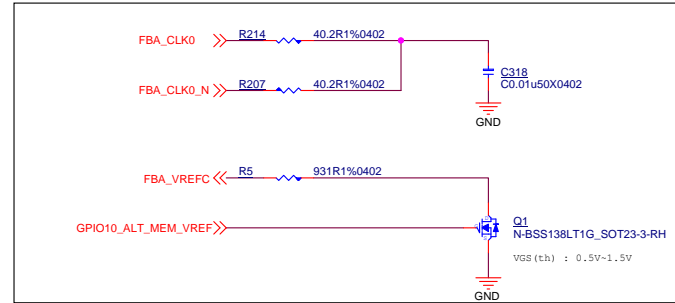 FBA_CLK0 R214 40.2R1%0402
C318
C0.01u50X0402
FBA_CLK0_N R207 40.2R1%0402
GND
FBA_VREFC R5 931R1%0402
GPIO10_ALT_MEM_VREF
Q1
N-BSS138LT1G_SOT23-3-RH
VGS(th) : 0.5V~1.5V
GND